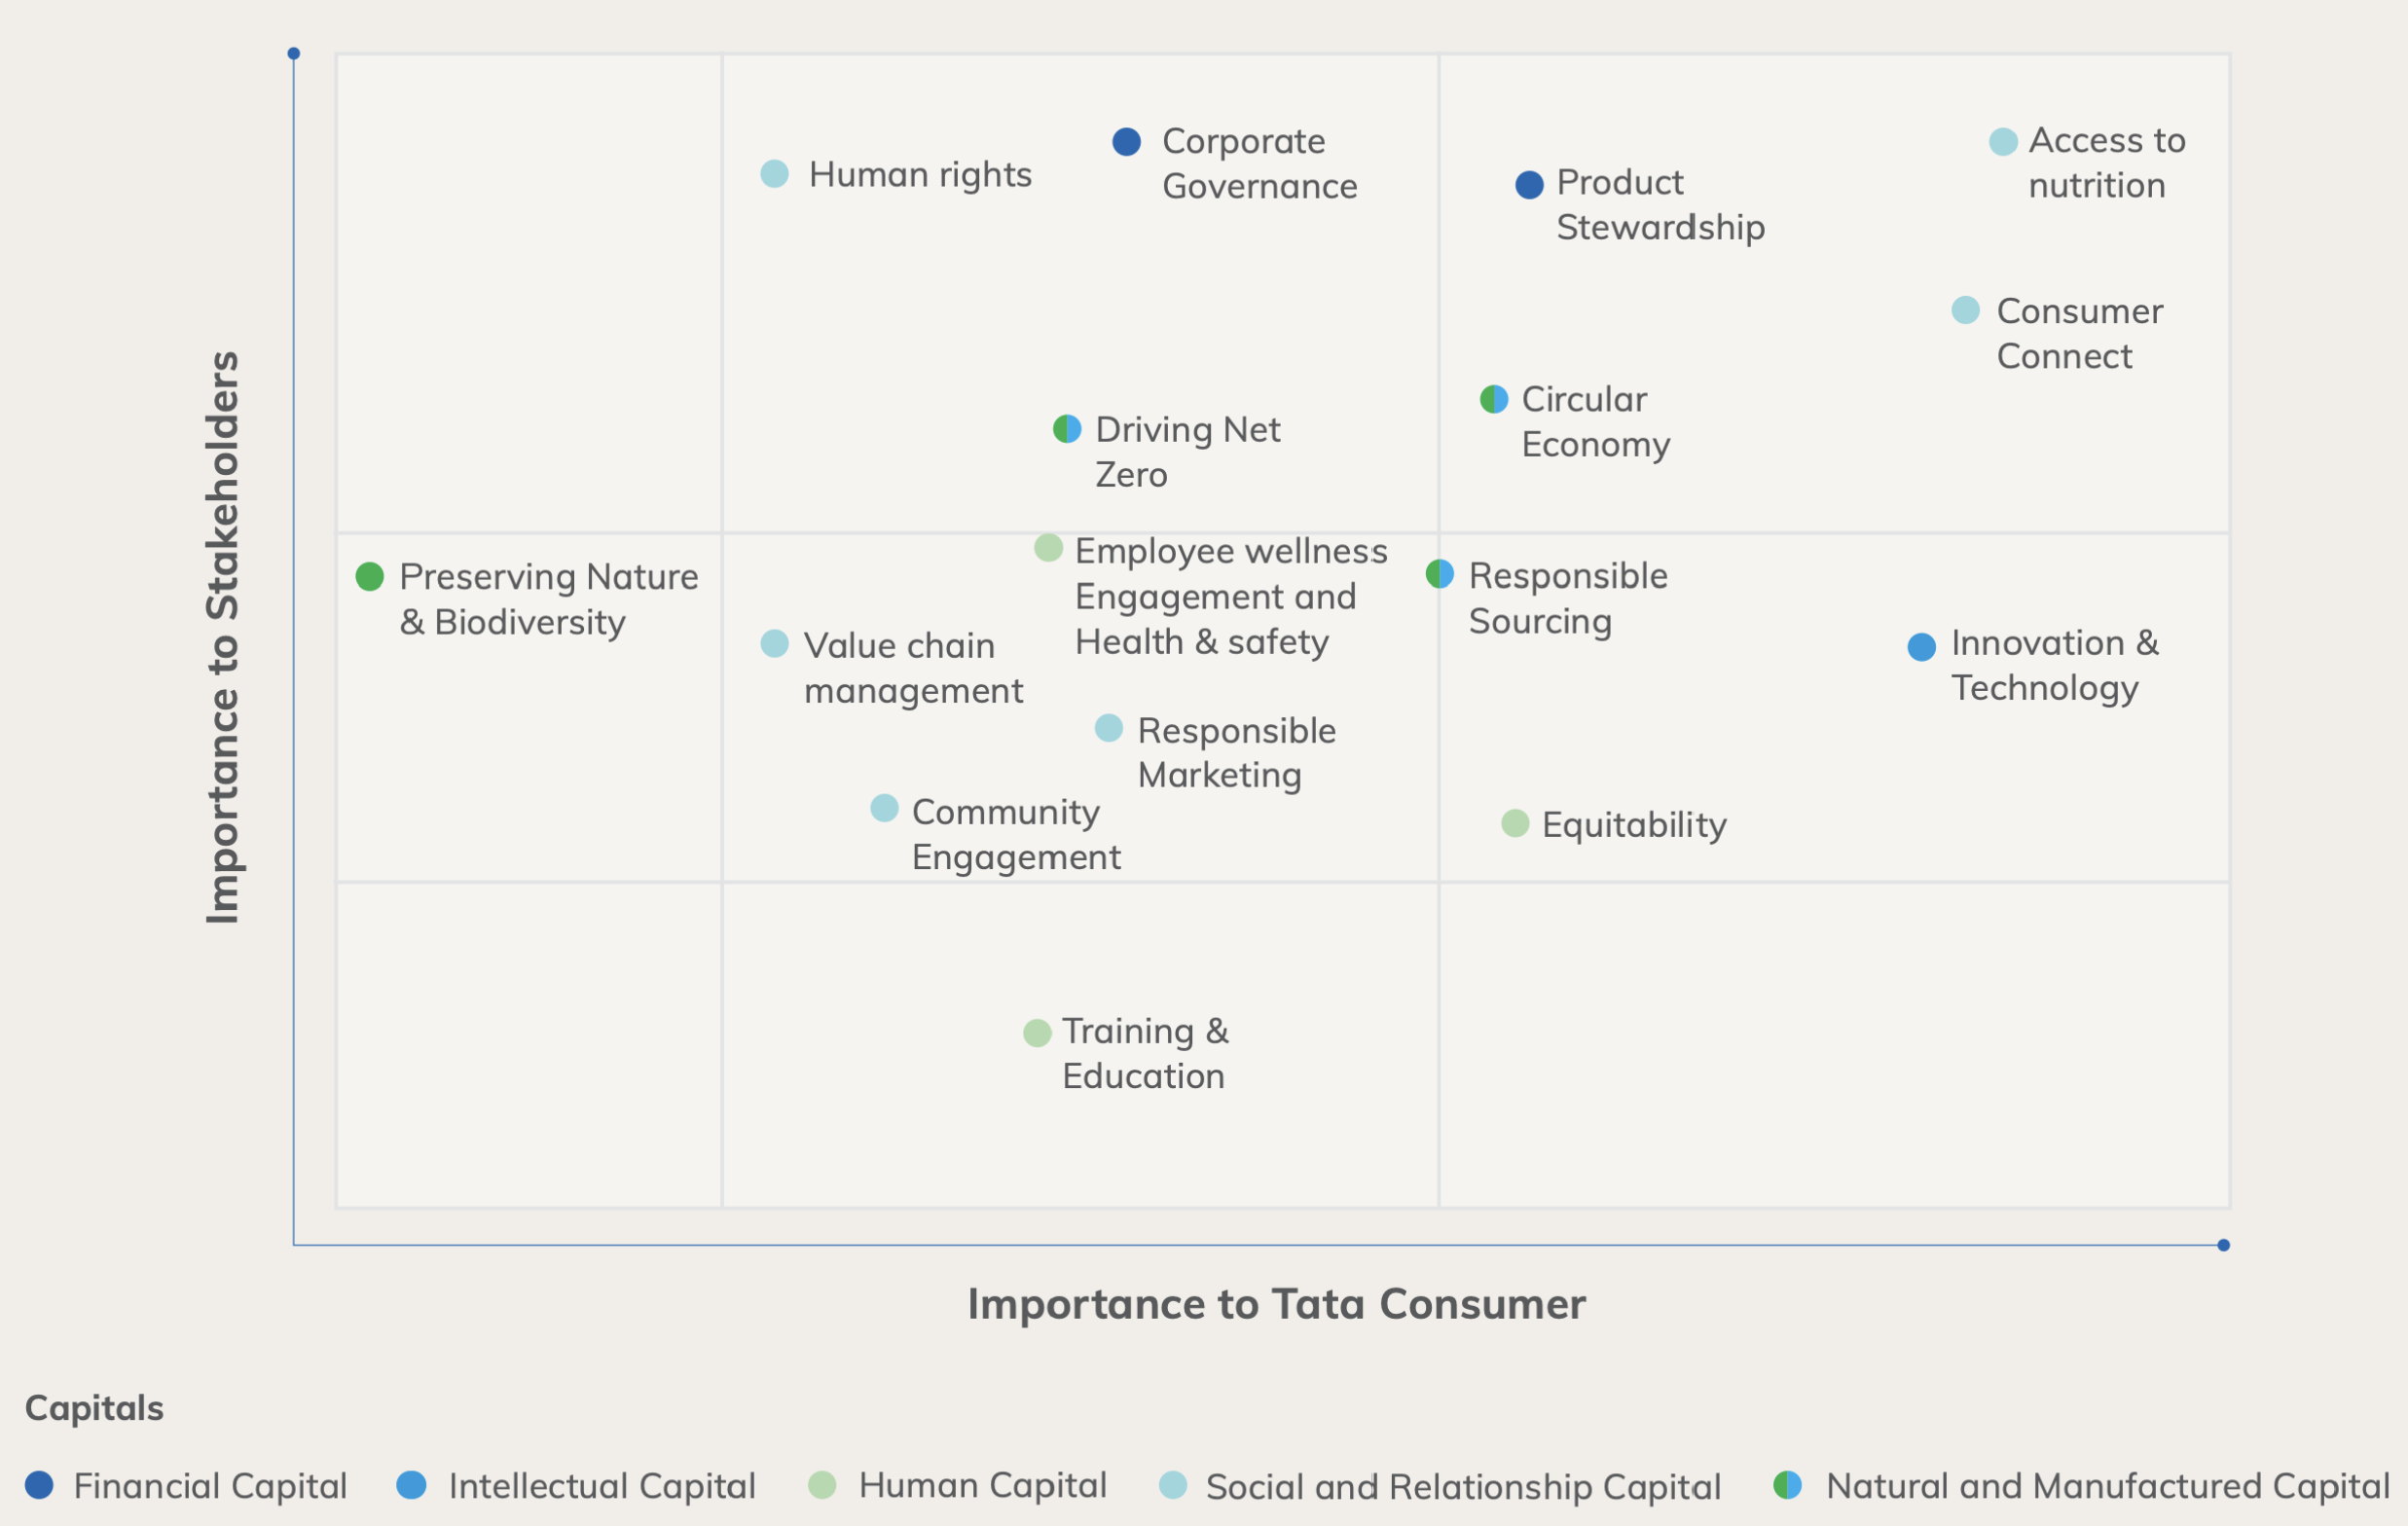 Importance to Stakeholders
Human rights
Corporate
Governance
Product
Stewardship
Access to
nutrition
Consumer
Connect
Circular
Economy
Driving Net
Zero
Employee wellness
Engagement and
Health & safety
Preserving Nature
& Biodiversity
Value chain
management
Responsible
Sourcing
Innovation &
Technology
Responsible
Marketing
Community
Engagement
Equitability
Training &
Education
Importance to Tata Consumer
Capitals
Financial Capital
Intellectual Capital
Human Capital
Social and Relationship Capital
Natural and Manufactured Capital